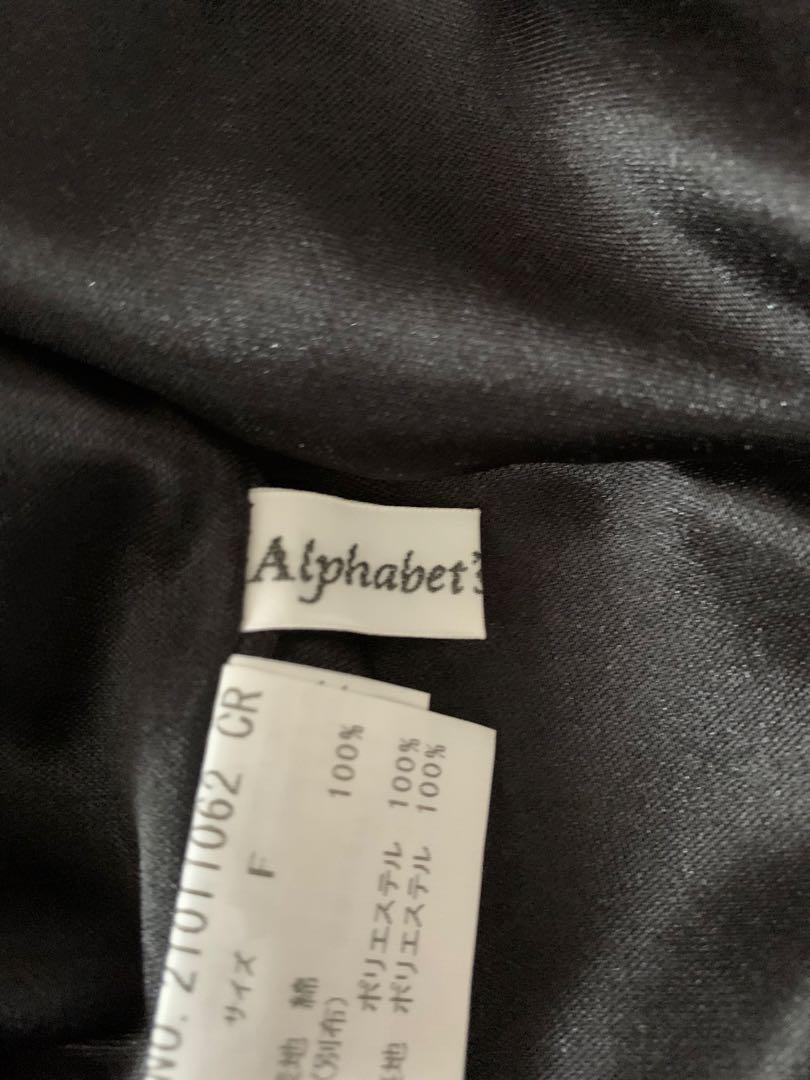 Alphabet's
NO.21011062 CR
サイズ F
地 綿 100%
(別布)
ポリエステル 100%
地 ポリエステル 100%